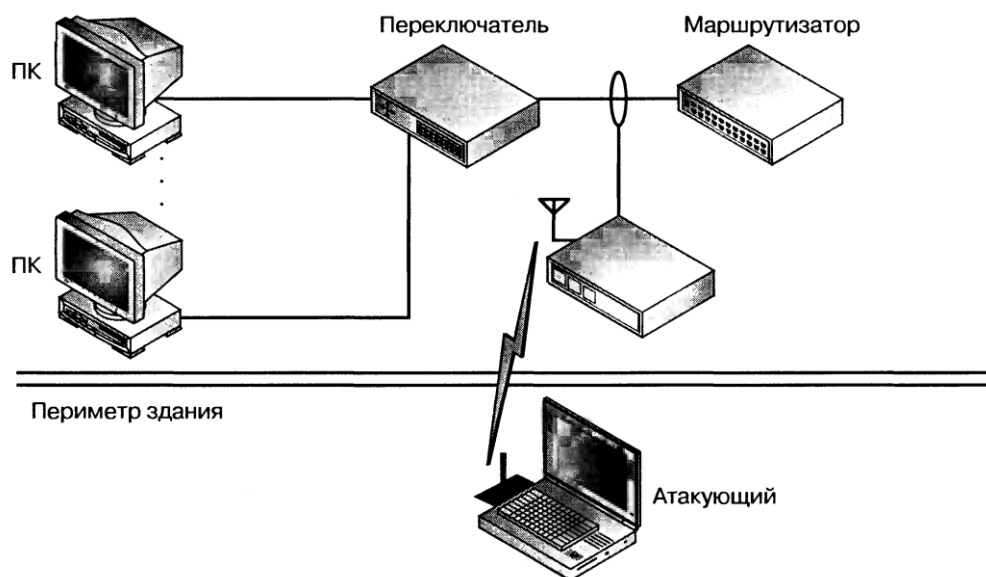 Переключатель
Маршрутизатор
ПК
ПК
Периметр здания
Атакующий